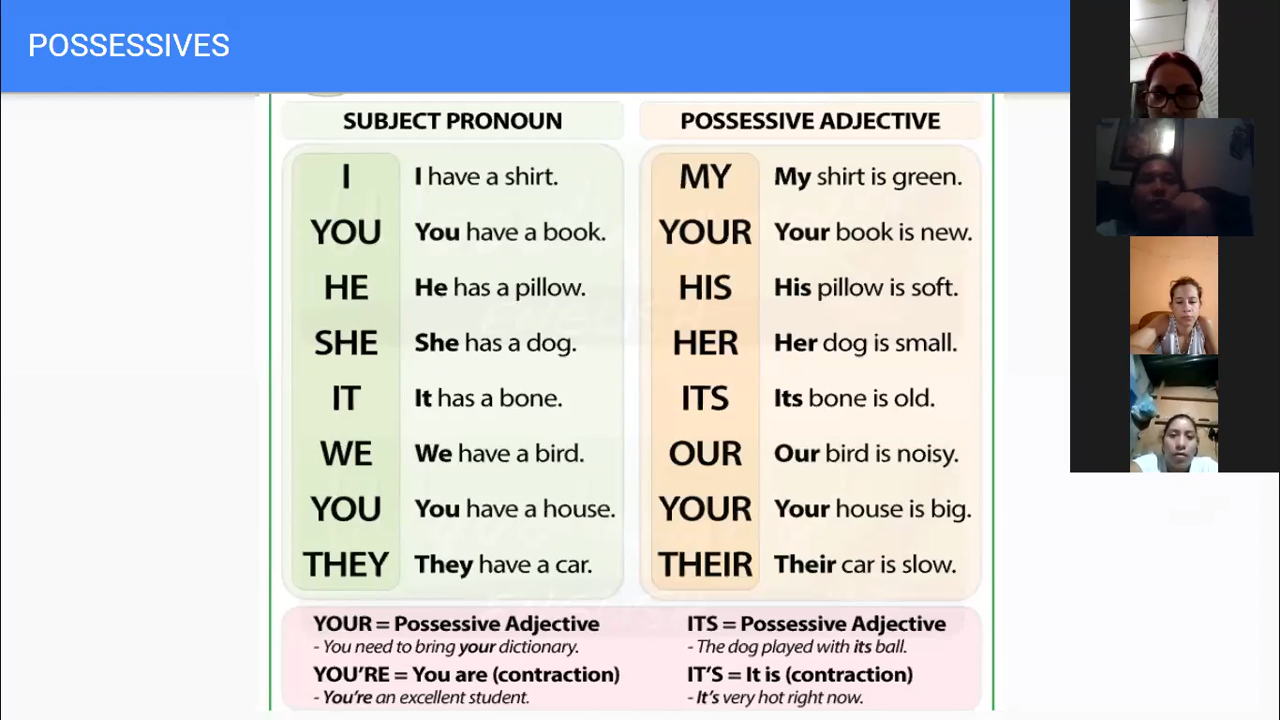 POSSESSIVES
SUBJECT PRONOUN
POSSESSIVE ADJECTIVE
I
I have a shirt.
MY
My shirt is green.
YOU
You have a book.
YOUR
Your book is new.
HE
He has a pillow.
HIS
His pillow is soft.
SHE
She has a dog.
HER
Her dog is small.
IT
It has a bone.
ITS
Its bone is old.
WE
We have a bird.
OUR
Our bird is noisy.
YOU
You have a house.
YOUR
Your house is big.
THEY
They have a car.
THEIR
Their car is slow.
YOUR = Possessive Adjective
- You need to bring your dictionary.
YOU'RE = You are (contraction)
- You're an excellent student.
ITS = Possessive Adjective
- The dog played with its ball.
IT'S = It is (contraction)
- It's very hot right now.